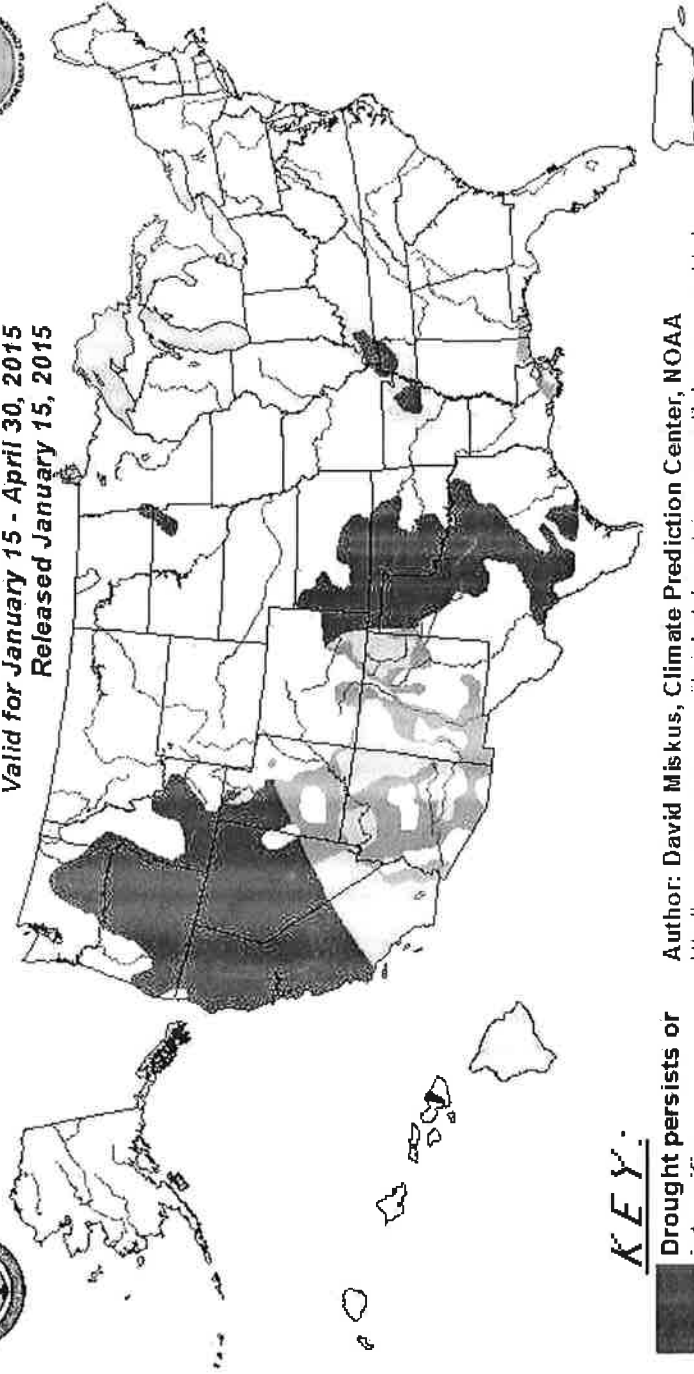 Valid for January 15 - April 30, 2015
Released January 15, 2015
KEY:
Drought persists or
Author: David Miskus, Climate Prediction Center, NOAA